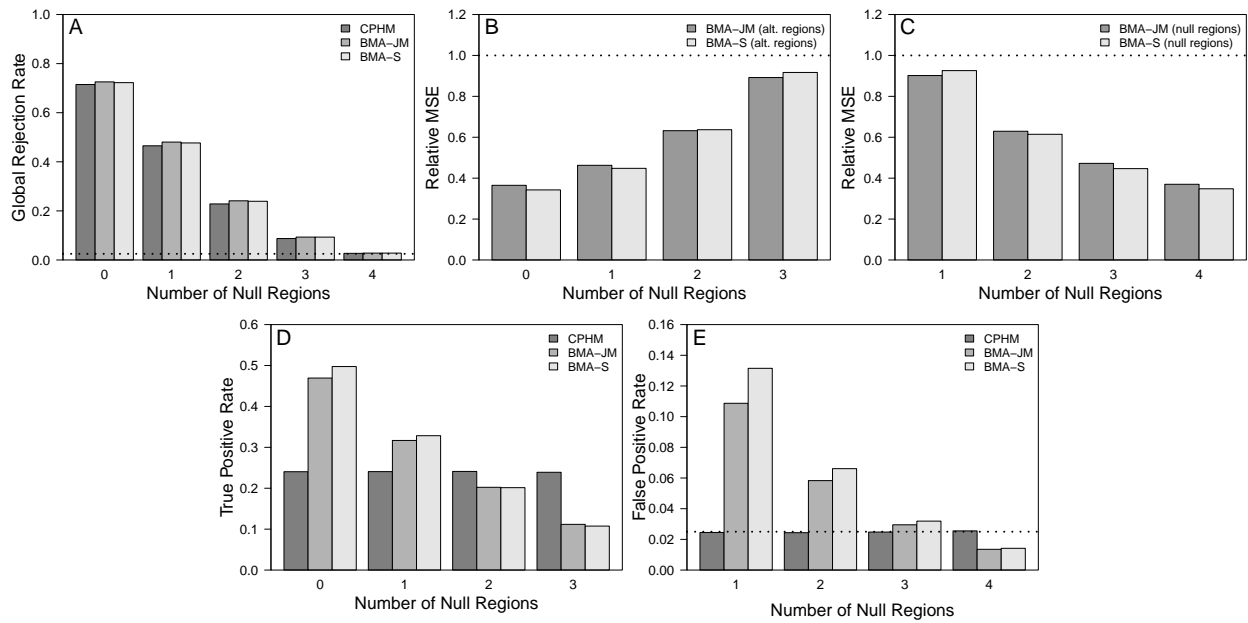 A
CPHM
BMA−JM
BMA−S
Global Rejection Rate
1.0
0.8
0.6
0.4
0.2
0.0
0 1 2 3 4
Number of Null Regions
B
BMA−JM (alt. regions)
BMA−S (alt. regions)
Relative MSE
1.2
1.0
0.8
0.6
0.4
0.2
0.0
0 1 2 3
Number of Null Regions
C
BMA−JM (null regions)
BMA−S (null regions)
Relative MSE
1.2
1.0
0.8
0.6
0.4
0.2
0.0
1 2 3 4
Number of Null Regions
D
CPHM
BMA−JM
BMA−S
True Positive Rate
0.6
0.5
0.4
0.3
0.2
0.1
0.0
0 1 2 3
Number of Null Regions
E
CPHM
BMA−JM
BMA−S
False Positive Rate
0.16
0.14
0.12
0.10
0.08
0.06
0.04
0.02
0.00
1 2 3 4
Number of Null Regions